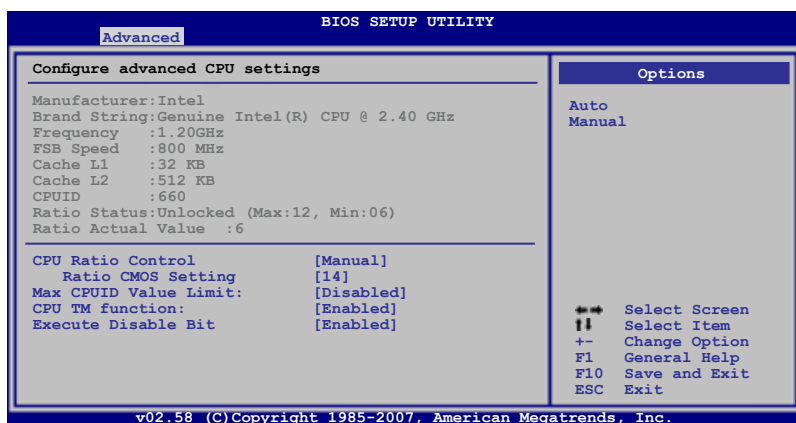 BIOS SETUP UTILITY
Advanced
Configure advanced CPU settings
Manufacturer:Intel
Brand String:Genuine Intel(R) CPU @ 2.40 GHz
Frequency :1.20GHz
FSB Speed :800 MHz
Cache L1 :32 KB
Cache L2 :512 KB
CPUID :660
Ratio Status:Unlocked (Max:12, Min:06)
Ratio Actual Value :6
CPU Ratio Control [Manual]
Ratio CMOS Setting [14]
Max CPUID Value Limit: [Disabled]
CPU TM function: [Enabled]
Execute Disable Bit [Enabled]
Options
Auto
Manual
←→ Select Screen
↑↓ Select Item
+- Change Option
F1 General Help
F10 Save and Exit
ESC Exit
v02.58 (C)Copyright 1985-2007, American Megatrends, Inc.